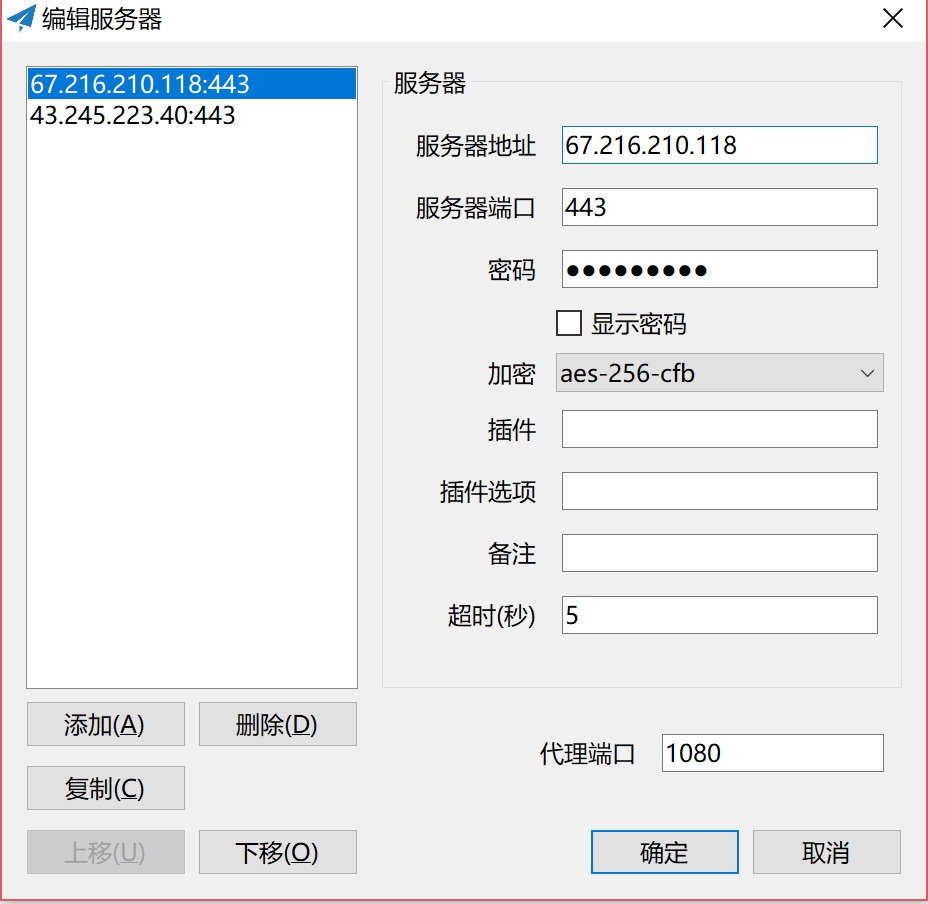 编辑服务器
67.216.210.118:443
43.245.223.40:443
服务器
服务器地址 67.216.210.118
服务器端口 443
密码 ●●●●●●●●●
显示密码
加密 aes-256-cfb
插件
插件选项
备注
超时(秒) 5
添加(A) 删除(D)
代理端口 1080
复制(C)
上移(U) 下移(O)
确定 取消